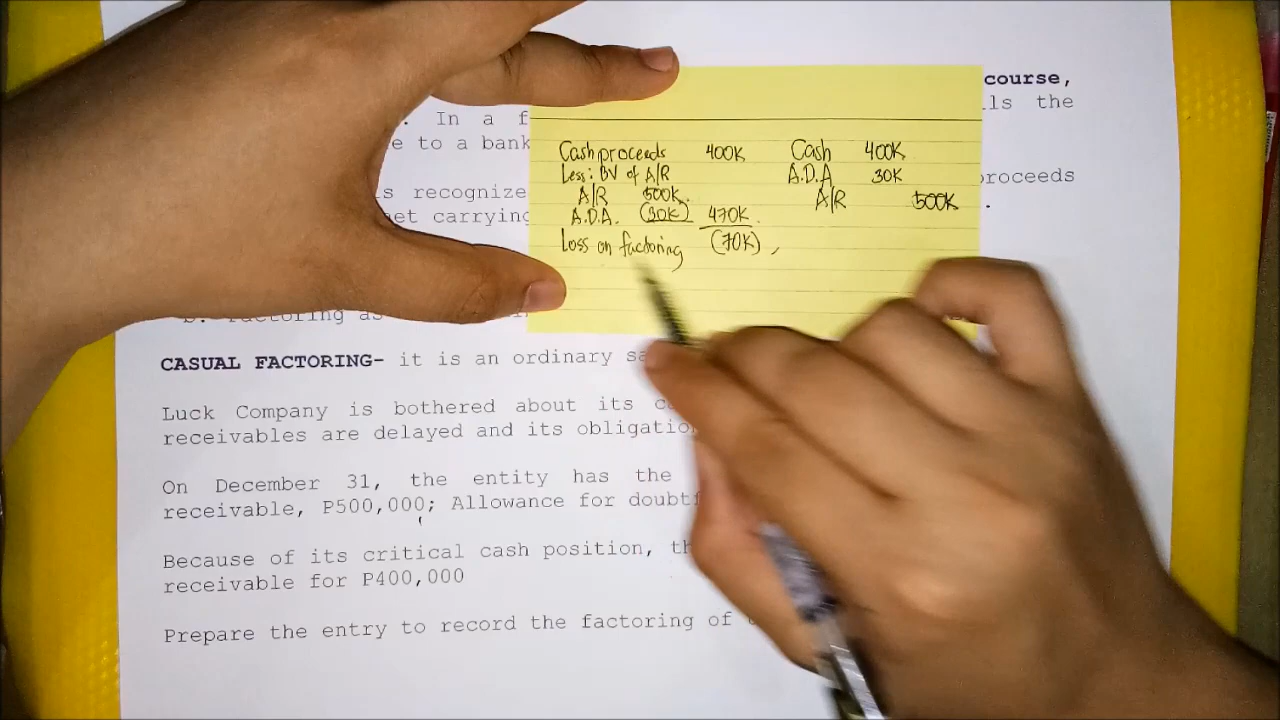 course,
. In a f
ls the
e to a bank
Cash proceeds 400K
Less: BV of A/R
A/R 500K
A.D.A. (30K) 470K
Loss on factoring (70K)
Cash 400K
A.D.A 30K
A/R 500K
s recognize
proceeds
et carrying
.
b. Factoring as
CASUAL FACTORING- it is an ordinary sa
Luck Company is bothered about its c
receivables are delayed and its obligation
On December 31, the entity has the
receivable, P500,000; Allowance for doubtf
Because of its critical cash position, th
receivable for P400,000
Prepare the entry to record the factoring of